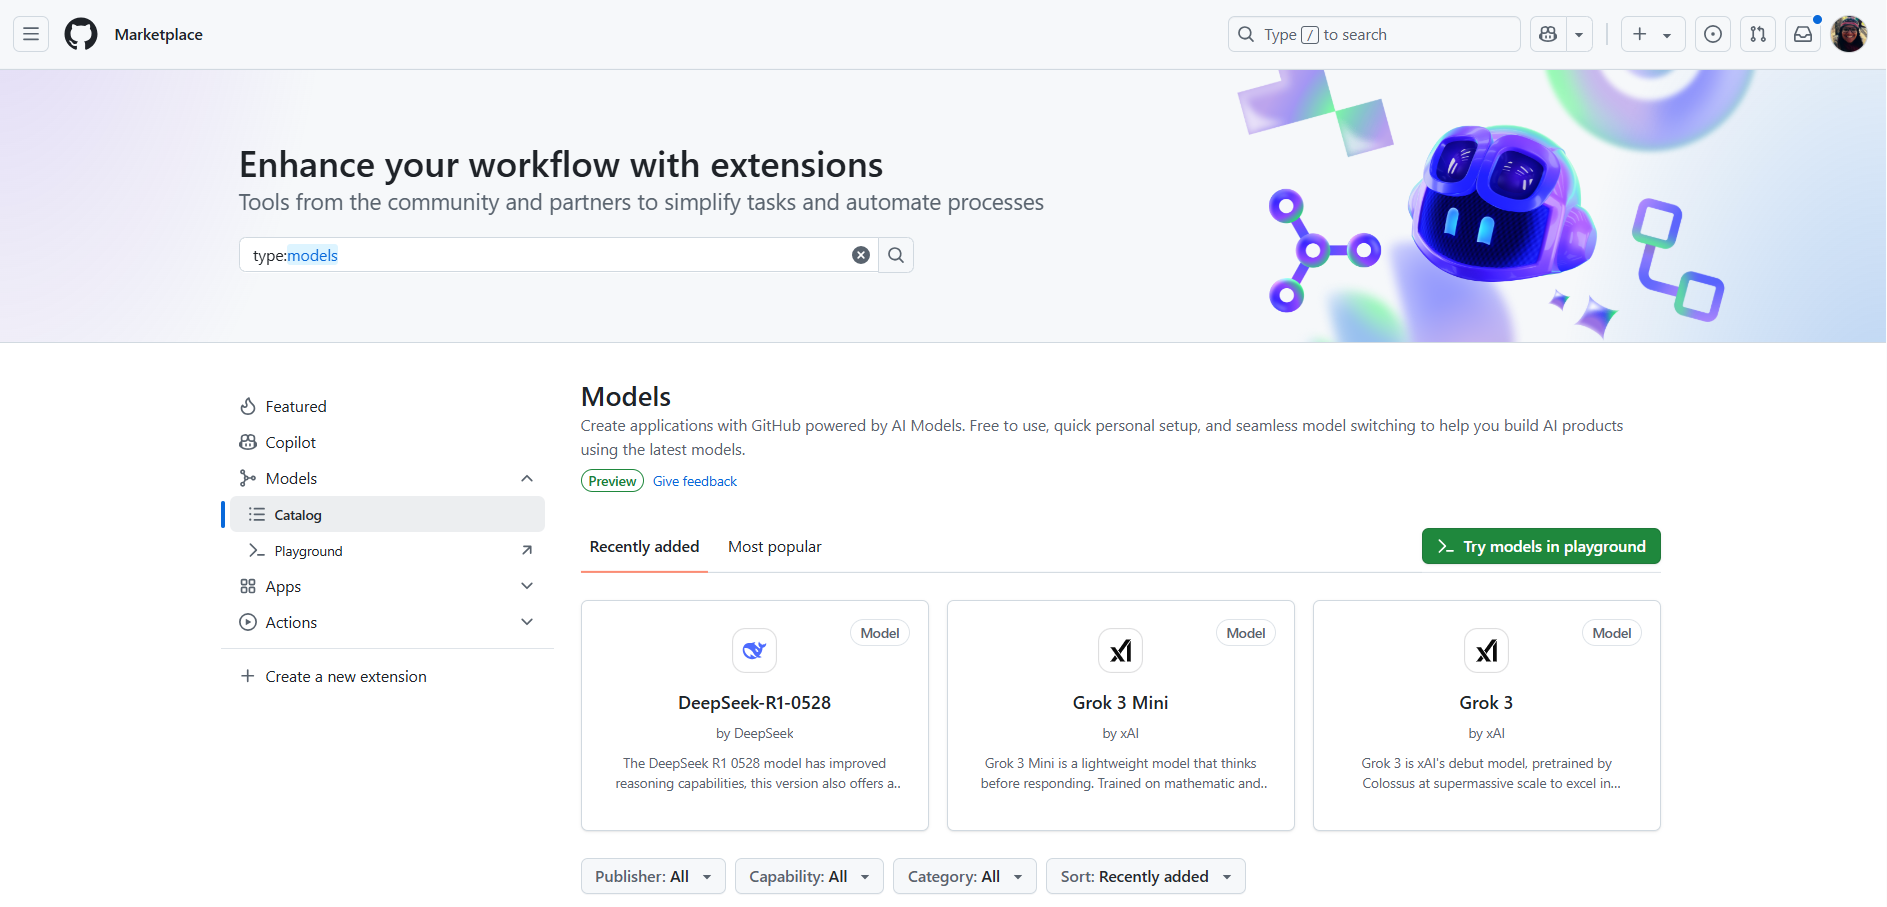 Marketplace
Type / to search
Enhance your workflow with extensions
Tools from the community and partners to simplify tasks and automate processes
type:models
Featured
Copilot
Models
Catalog
Playground
Apps
Actions
Create a new extension
Models
Create applications with GitHub powered by AI Models. Free to use, quick personal setup, and seamless model switching to help you build AI products
using the latest models.
Preview Give feedback
Recently added Most popular
Try models in playground
Model
DeepSeek-R1-0528
by DeepSeek
The DeepSeek R1 0528 model has improved
reasoning capabilities, this version also offers a..
Model
Grok 3 Mini
by xAI
Grok 3 Mini is a lightweight model that thinks
before responding. Trained on mathematic and..
Model
Grok 3
by xAI
Grok 3 is xAI's debut model, pretrained by
Colossus at supermassive scale to excel in...
Publisher: All Capability: All Category: All Sort: Recently added